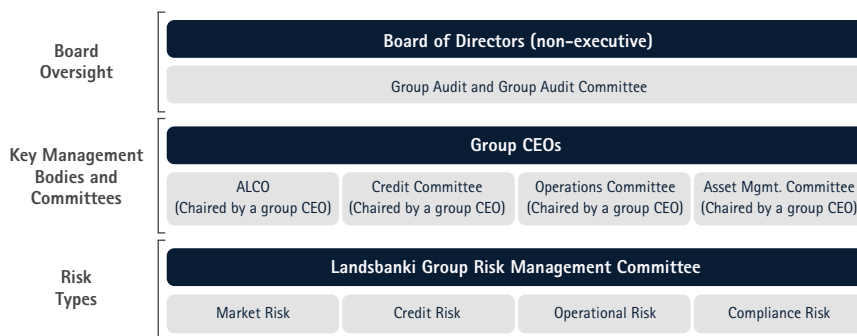 Board
Oversight
Board of Directors (non-executive)
Group Audit and Group Audit Committee
Key Management
Bodies and
Committees
Group CEOs
ALCO
(Chaired by a group CEO)
Credit Committee
(Chaired by a group CEO)
Operations Committee
(Chaired by a group CEO)
Asset Mgmt. Committee
(Chaired by a group CEO)
Risk
Types
Landsbanki Group Risk Management Committee
Market Risk
Credit Risk
Operational Risk
Compliance Risk